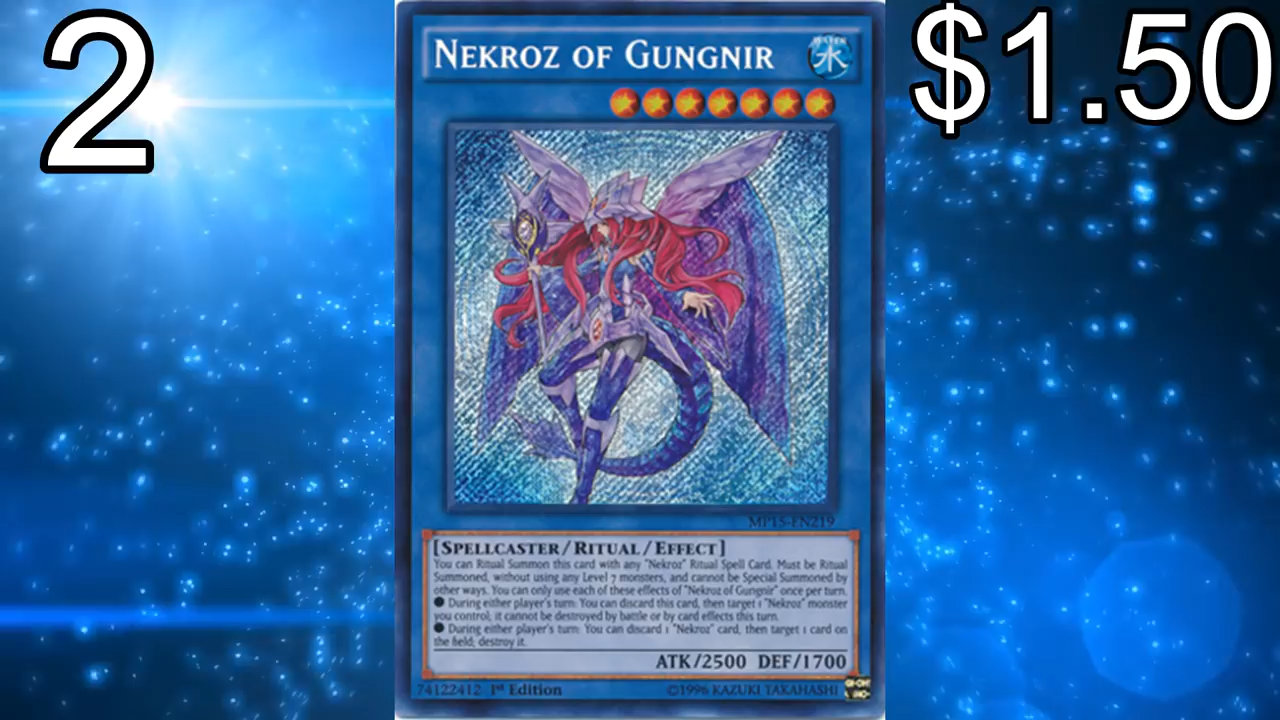 2
$1.50
NEKROZ OF GUNGNIR
WATER
水
MP15-EN219
[SPELLCASTER/RITUAL/EFFECT]
You can Ritual Summon this card with any "Nekroz" Ritual Spell Card. Must be Ritual
Summoned, without using any Level 7 monsters, and cannot be Special Summoned by
other ways. You can only use each of these effects of "Nekroz of Gungnir" once per turn.
● During either player's turn: You can discard this card, then target 1 "Nekroz" monster
you control; it cannot be destroyed by battle or by card effects this turn.
● During either player's turn: You can discard 1 "Nekroz" card, then target 1 card on
the field; destroy it.
ATK/2500 DEF/1700
74122412 1st Edition ©1996 KAZUKI TAKAHASHI